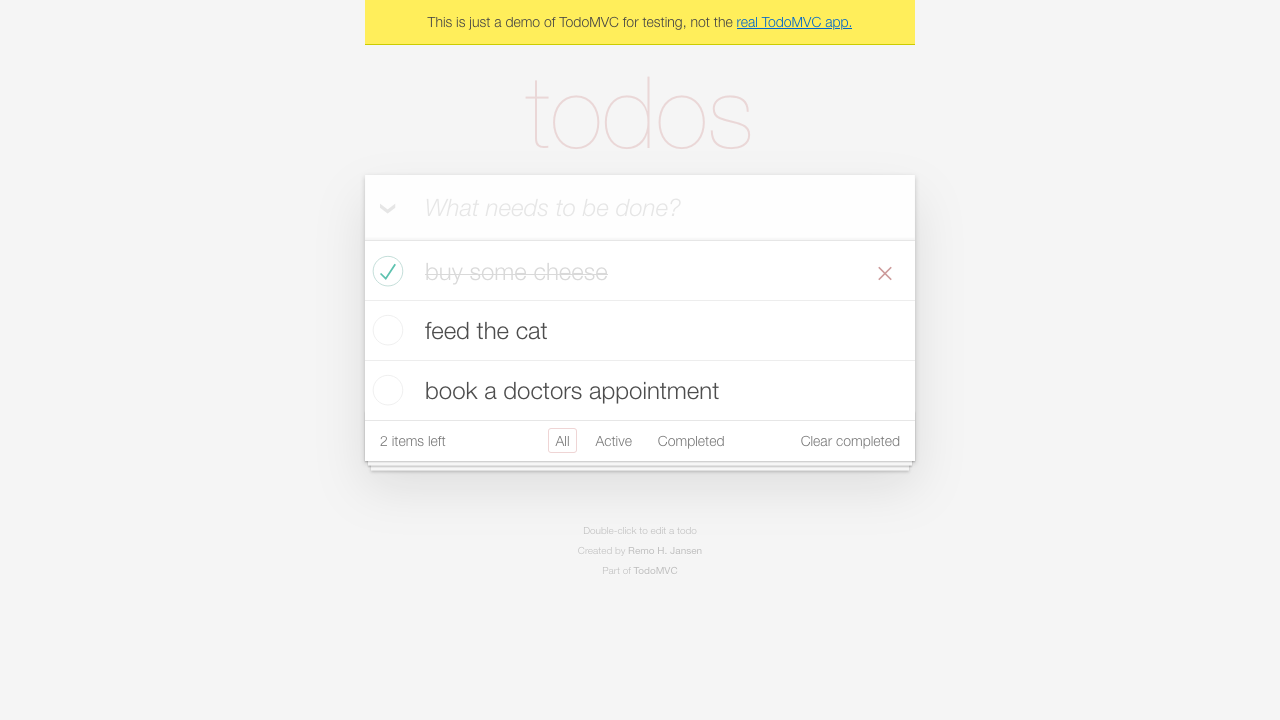 This is just a demo of TodoMVC for testing, not the real TodoMVC app.
todos
What needs to be done?
buy some cheese
feed the cat
book a doctors appointment
2 items left All Active Completed Clear completed
Double-click to edit a todo
Created by Remo H. Jansen
Part of TodoMVC